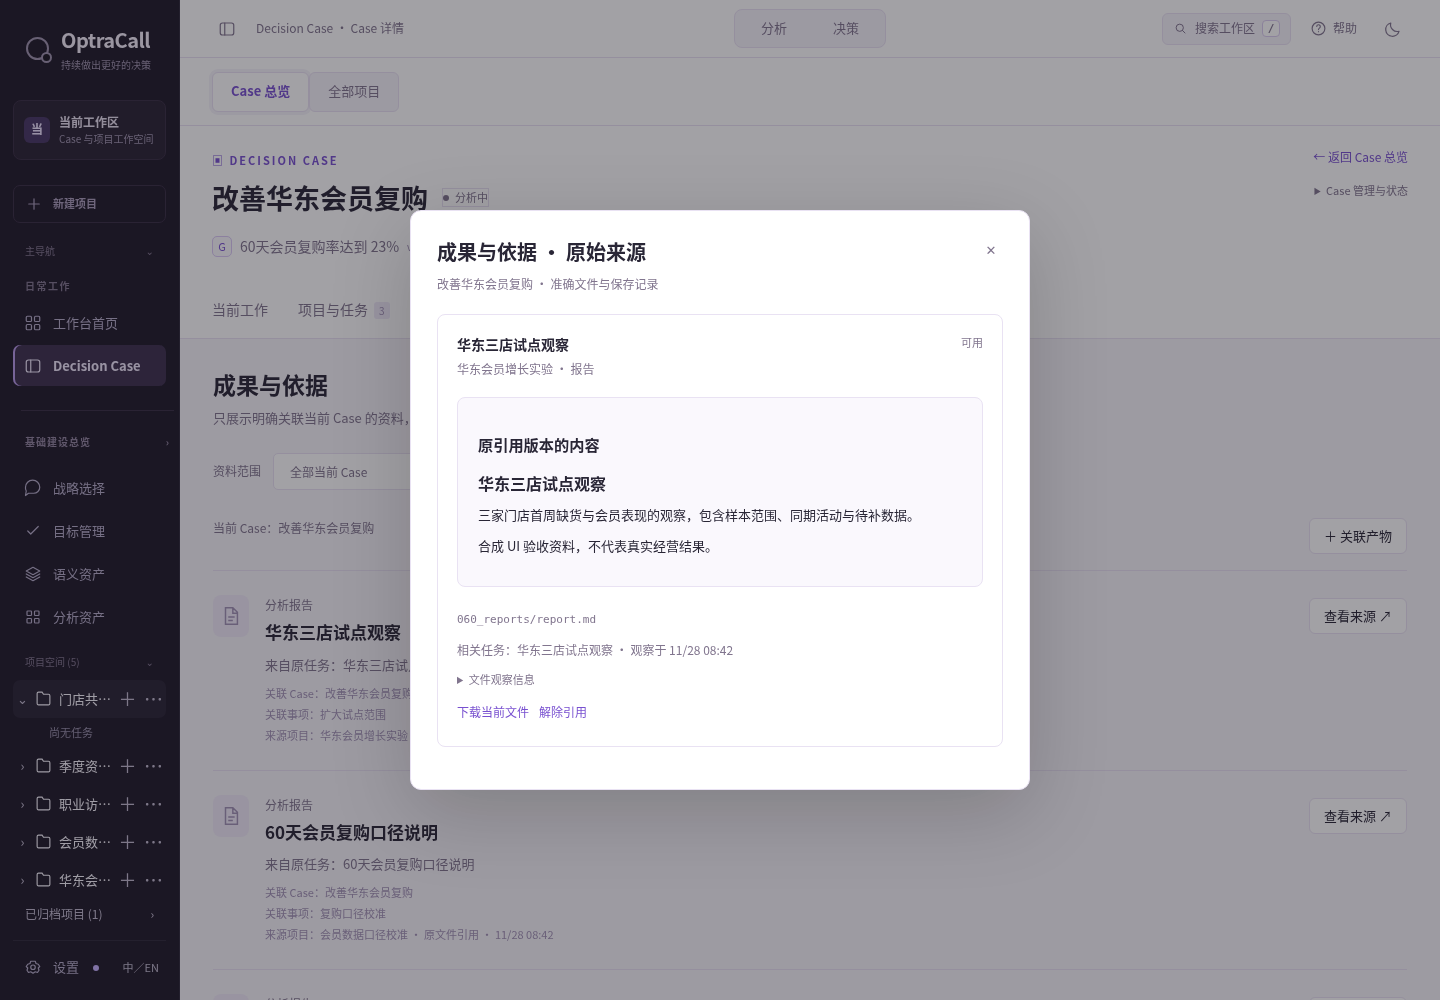 OptraCall
持续做出更好的决策
当 当前工作区
Case 与项目工作空间
新建项目
主导航
日常工作
工作台首页
Decision Case
基础建设总览
战略选择
目标管理
语义资产
分析资产
项目空间 (5)
门店共…
尚无任务
季度资…
职业访…
会员数…
华东会…
已归档项目 (1)
设置
中／EN
Decision Case · Case 详情
分析 决策
搜索工作区 /
帮助
Case 总览 全部项目
DECISION CASE
← 返回 Case 总览
改善华东会员复购
分析中
▶ Case 管理与状态
G 60天会员复购率达到 23%
当前工作 项目与任务 3
成果与依据
只展示明确关联当前 Case 的资料，
资料范围 全部当前 Case
当前 Case：改善华东会员复购
＋ 关联产物
分析报告
华东三店试点观察
查看来源 ↗
来自原任务：华东三店试
关联 Case：改善华东会员复购
关联事项：扩大试点范围
来源项目：华东会员增长实验
分析报告
60天会员复购口径说明
查看来源 ↗
来自原任务：60天会员复购口径说明
关联 Case：改善华东会员复购
关联事项：复购口径校准
来源项目：会员数据口径校准 · 原文件引用 · 11/28 08:42
成果与依据 · 原始来源
×
改善华东会员复购 · 准确文件与保存记录
华东三店试点观察
可用
华东会员增长实验 · 报告
原引用版本的内容
华东三店试点观察
三家门店首周缺货与会员表现的观察，包含样本范围、同期活动与待补数据。
合成 UI 验收资料，不代表真实经营结果。
060_reports/report.md
相关任务：华东三店试点观察 · 观察于 11/28 08:42
▶ 文件观察信息
下载当前文件 解除引用